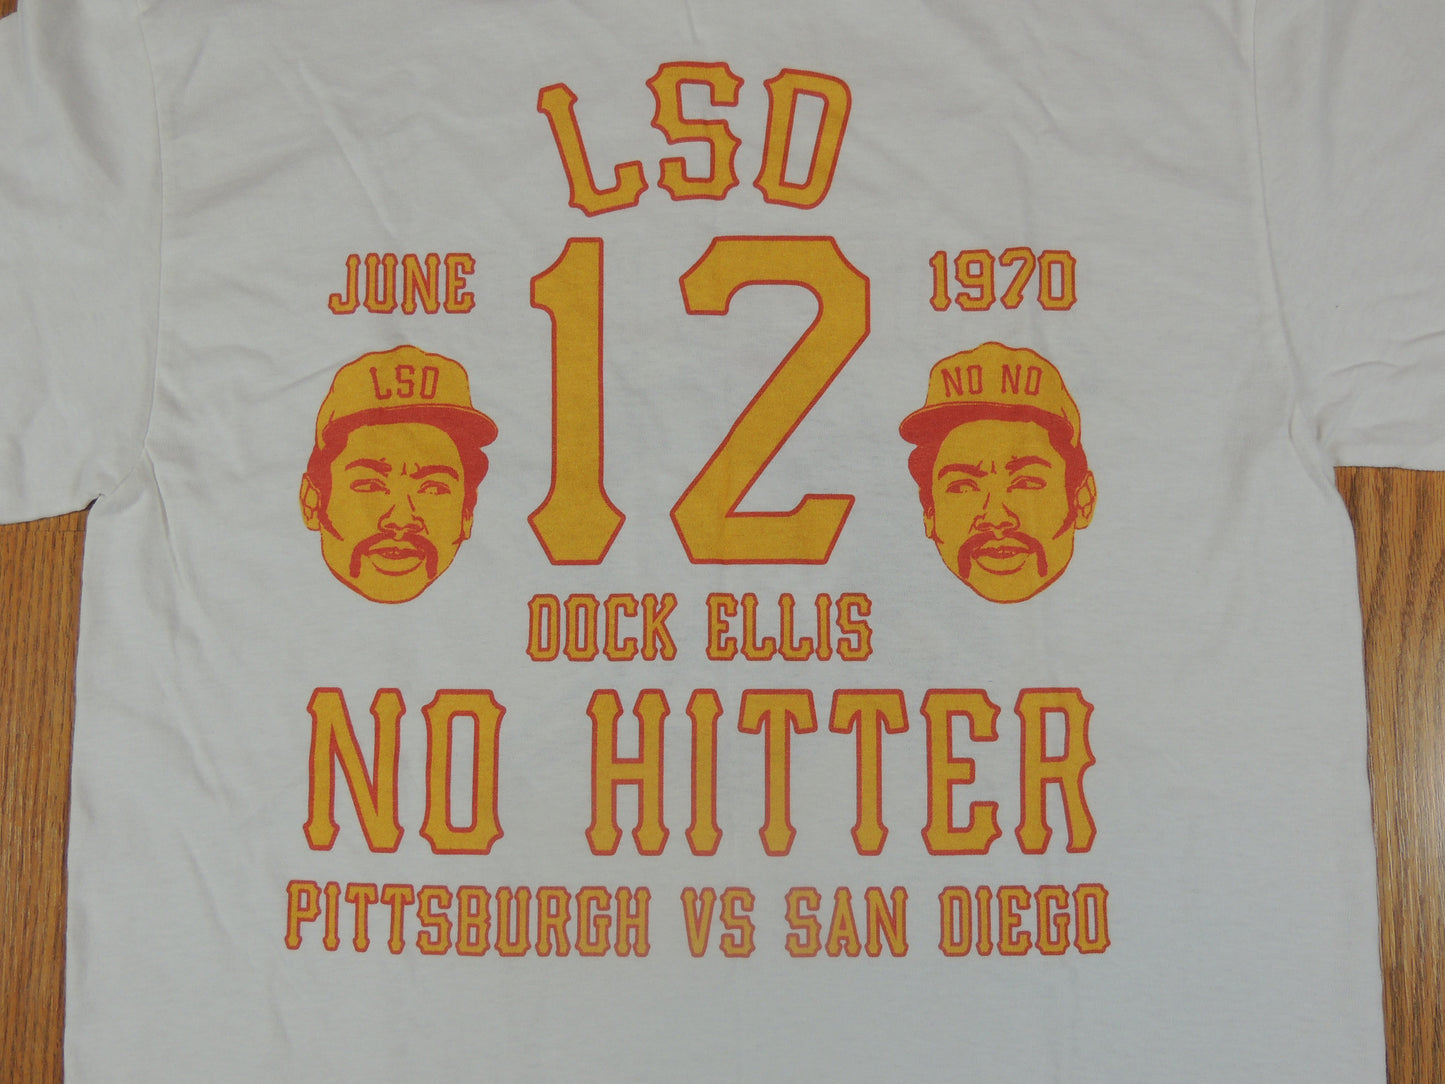 LSD
JUNE 12 1970
LSD NO NO
DOCK ELLIS
NO HITTER
PITTSBURGH VS SAN DIEGO